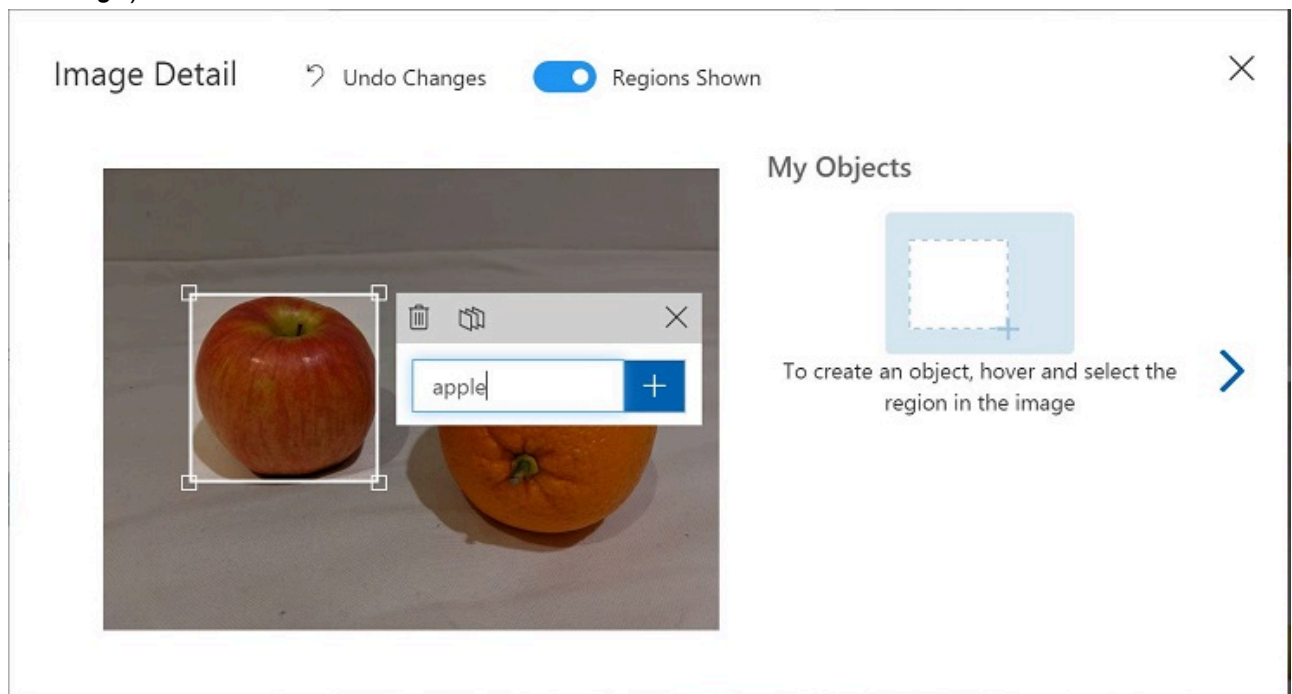 Image Detail
Undo Changes
Regions Shown
My Objects
apple
To create an object, hover and select the
region in the image